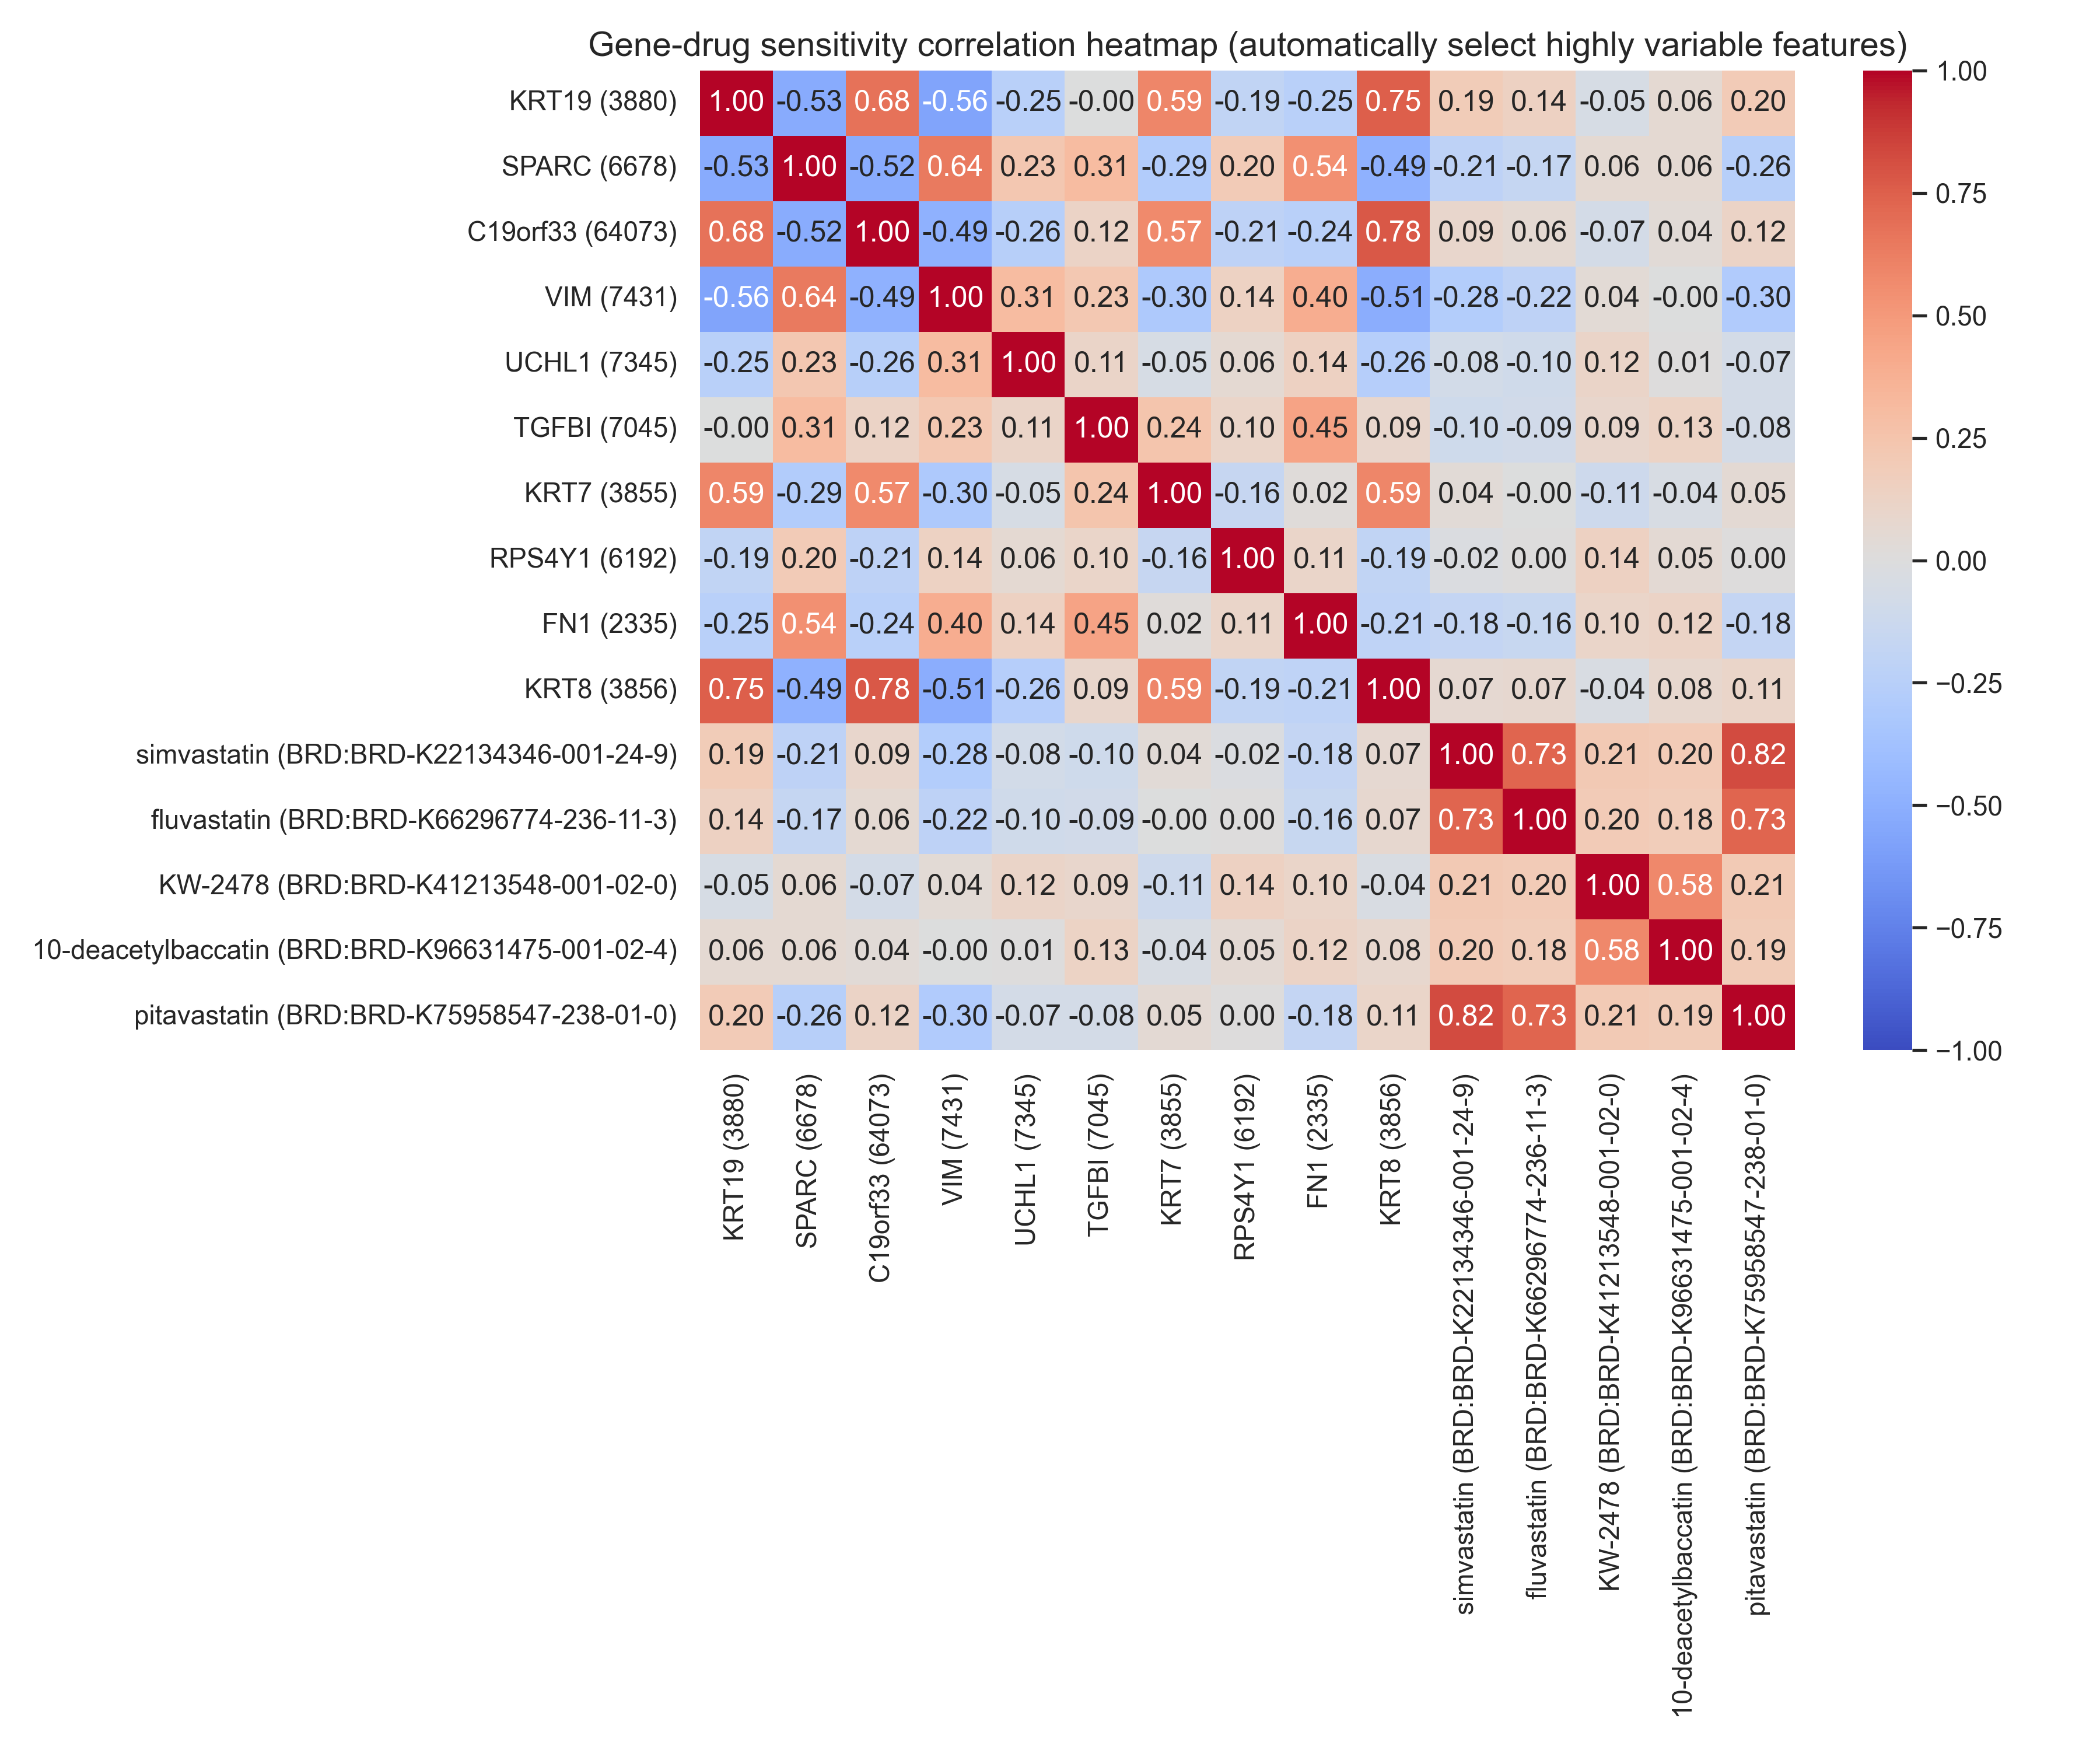 Gene-drug sensitivity correlation heatmap (automatically select highly variable features)
KRT19 (3880) 1.00 -0.53 0.68 -0.56 -0.25 -0.00 0.59 -0.19 -0.25 0.75 0.19 0.14 -0.05 0.06 0.20
SPARC (6678) -0.53 1.00 -0.52 0.64 0.23 0.31 -0.29 0.20 0.54 -0.49 -0.21 -0.17 0.06 0.06 -0.26
C19orf33 (64073) 0.68 -0.52 1.00 -0.49 -0.26 0.12 0.57 -0.21 -0.24 0.78 0.09 0.06 -0.07 0.04 0.12
VIM (7431) -0.56 0.64 -0.49 1.00 0.31 0.23 -0.30 0.14 0.40 -0.51 -0.28 -0.22 0.04 -0.00 -0.30
UCHL1 (7345) -0.25 0.23 -0.26 0.31 1.00 0.11 -0.05 0.06 0.14 -0.26 -0.08 -0.10 0.12 0.01 -0.07
TGFBI (7045) -0.00 0.31 0.12 0.23 0.11 1.00 0.24 0.10 0.45 0.09 -0.10 -0.09 0.09 0.13 -0.08
KRT7 (3855) 0.59 -0.29 0.57 -0.30 -0.05 0.24 1.00 -0.16 0.02 0.59 0.04 -0.00 -0.11 -0.04 0.05
RPS4Y1 (6192) -0.19 0.20 -0.21 0.14 0.06 0.10 -0.16 1.00 0.11 -0.19 -0.02 0.00 0.14 0.05 0.00
FN1 (2335) -0.25 0.54 -0.24 0.40 0.14 0.45 0.02 0.11 1.00 -0.21 -0.18 -0.16 0.10 0.12 -0.18
KRT8 (3856) 0.75 -0.49 0.78 -0.51 -0.26 0.09 0.59 -0.19 -0.21 1.00 0.07 0.07 -0.04 0.08 0.11
simvastatin (BRD:BRD-K22134346-001-24-9) 0.19 -0.21 0.09 -0.28 -0.08 -0.10 0.04 -0.02 -0.18 0.07 1.00 0.73 0.21 0.20 0.82
fluvastatin (BRD:BRD-K66296774-236-11-3) 0.14 -0.17 0.06 -0.22 -0.10 -0.09 -0.00 0.00 -0.16 0.07 0.73 1.00 0.20 0.18 0.73
KW-2478 (BRD:BRD-K41213548-001-02-0) -0.05 0.06 -0.07 0.04 0.12 0.09 -0.11 0.14 0.10 -0.04 0.21 0.20 1.00 0.58 0.21
10-deacetylbaccatin (BRD:BRD-K96631475-001-02-4) 0.06 0.06 0.04 -0.00 0.01 0.13 -0.04 0.05 0.12 0.08 0.20 0.18 0.58 1.00 0.19
pitavastatin (BRD:BRD-K75958547-238-01-0) 0.20 -0.26 0.12 -0.30 -0.07 -0.08 0.05 0.00 -0.18 0.11 0.82 0.73 0.21 0.19 1.00
KRT19 (3880)
SPARC (6678)
C19orf33 (64073)
VIM (7431)
UCHL1 (7345)
TGFBI (7045)
KRT7 (3855)
RPS4Y1 (6192)
FN1 (2335)
KRT8 (3856)
simvastatin (BRD:BRD-K22134346-001-24-9)
fluvastatin (BRD:BRD-K66296774-236-11-3)
KW-2478 (BRD:BRD-K41213548-001-02-0)
10-deacetylbaccatin (BRD:BRD-K96631475-001-02-4)
pitavastatin (BRD:BRD-K75958547-238-01-0)
1.00
0.75
0.50
0.25
0.00
−0.25
−0.50
−0.75
−1.00